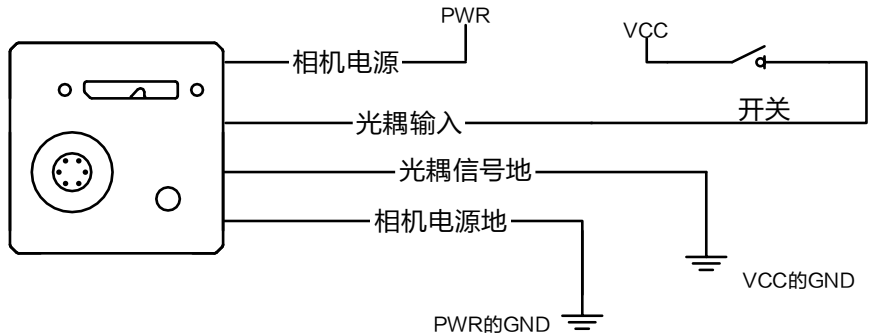 PWR
VCC
相机电源
开关
光耦输入
光耦信号地
相机电源地
VCC的GND
PWR的GND